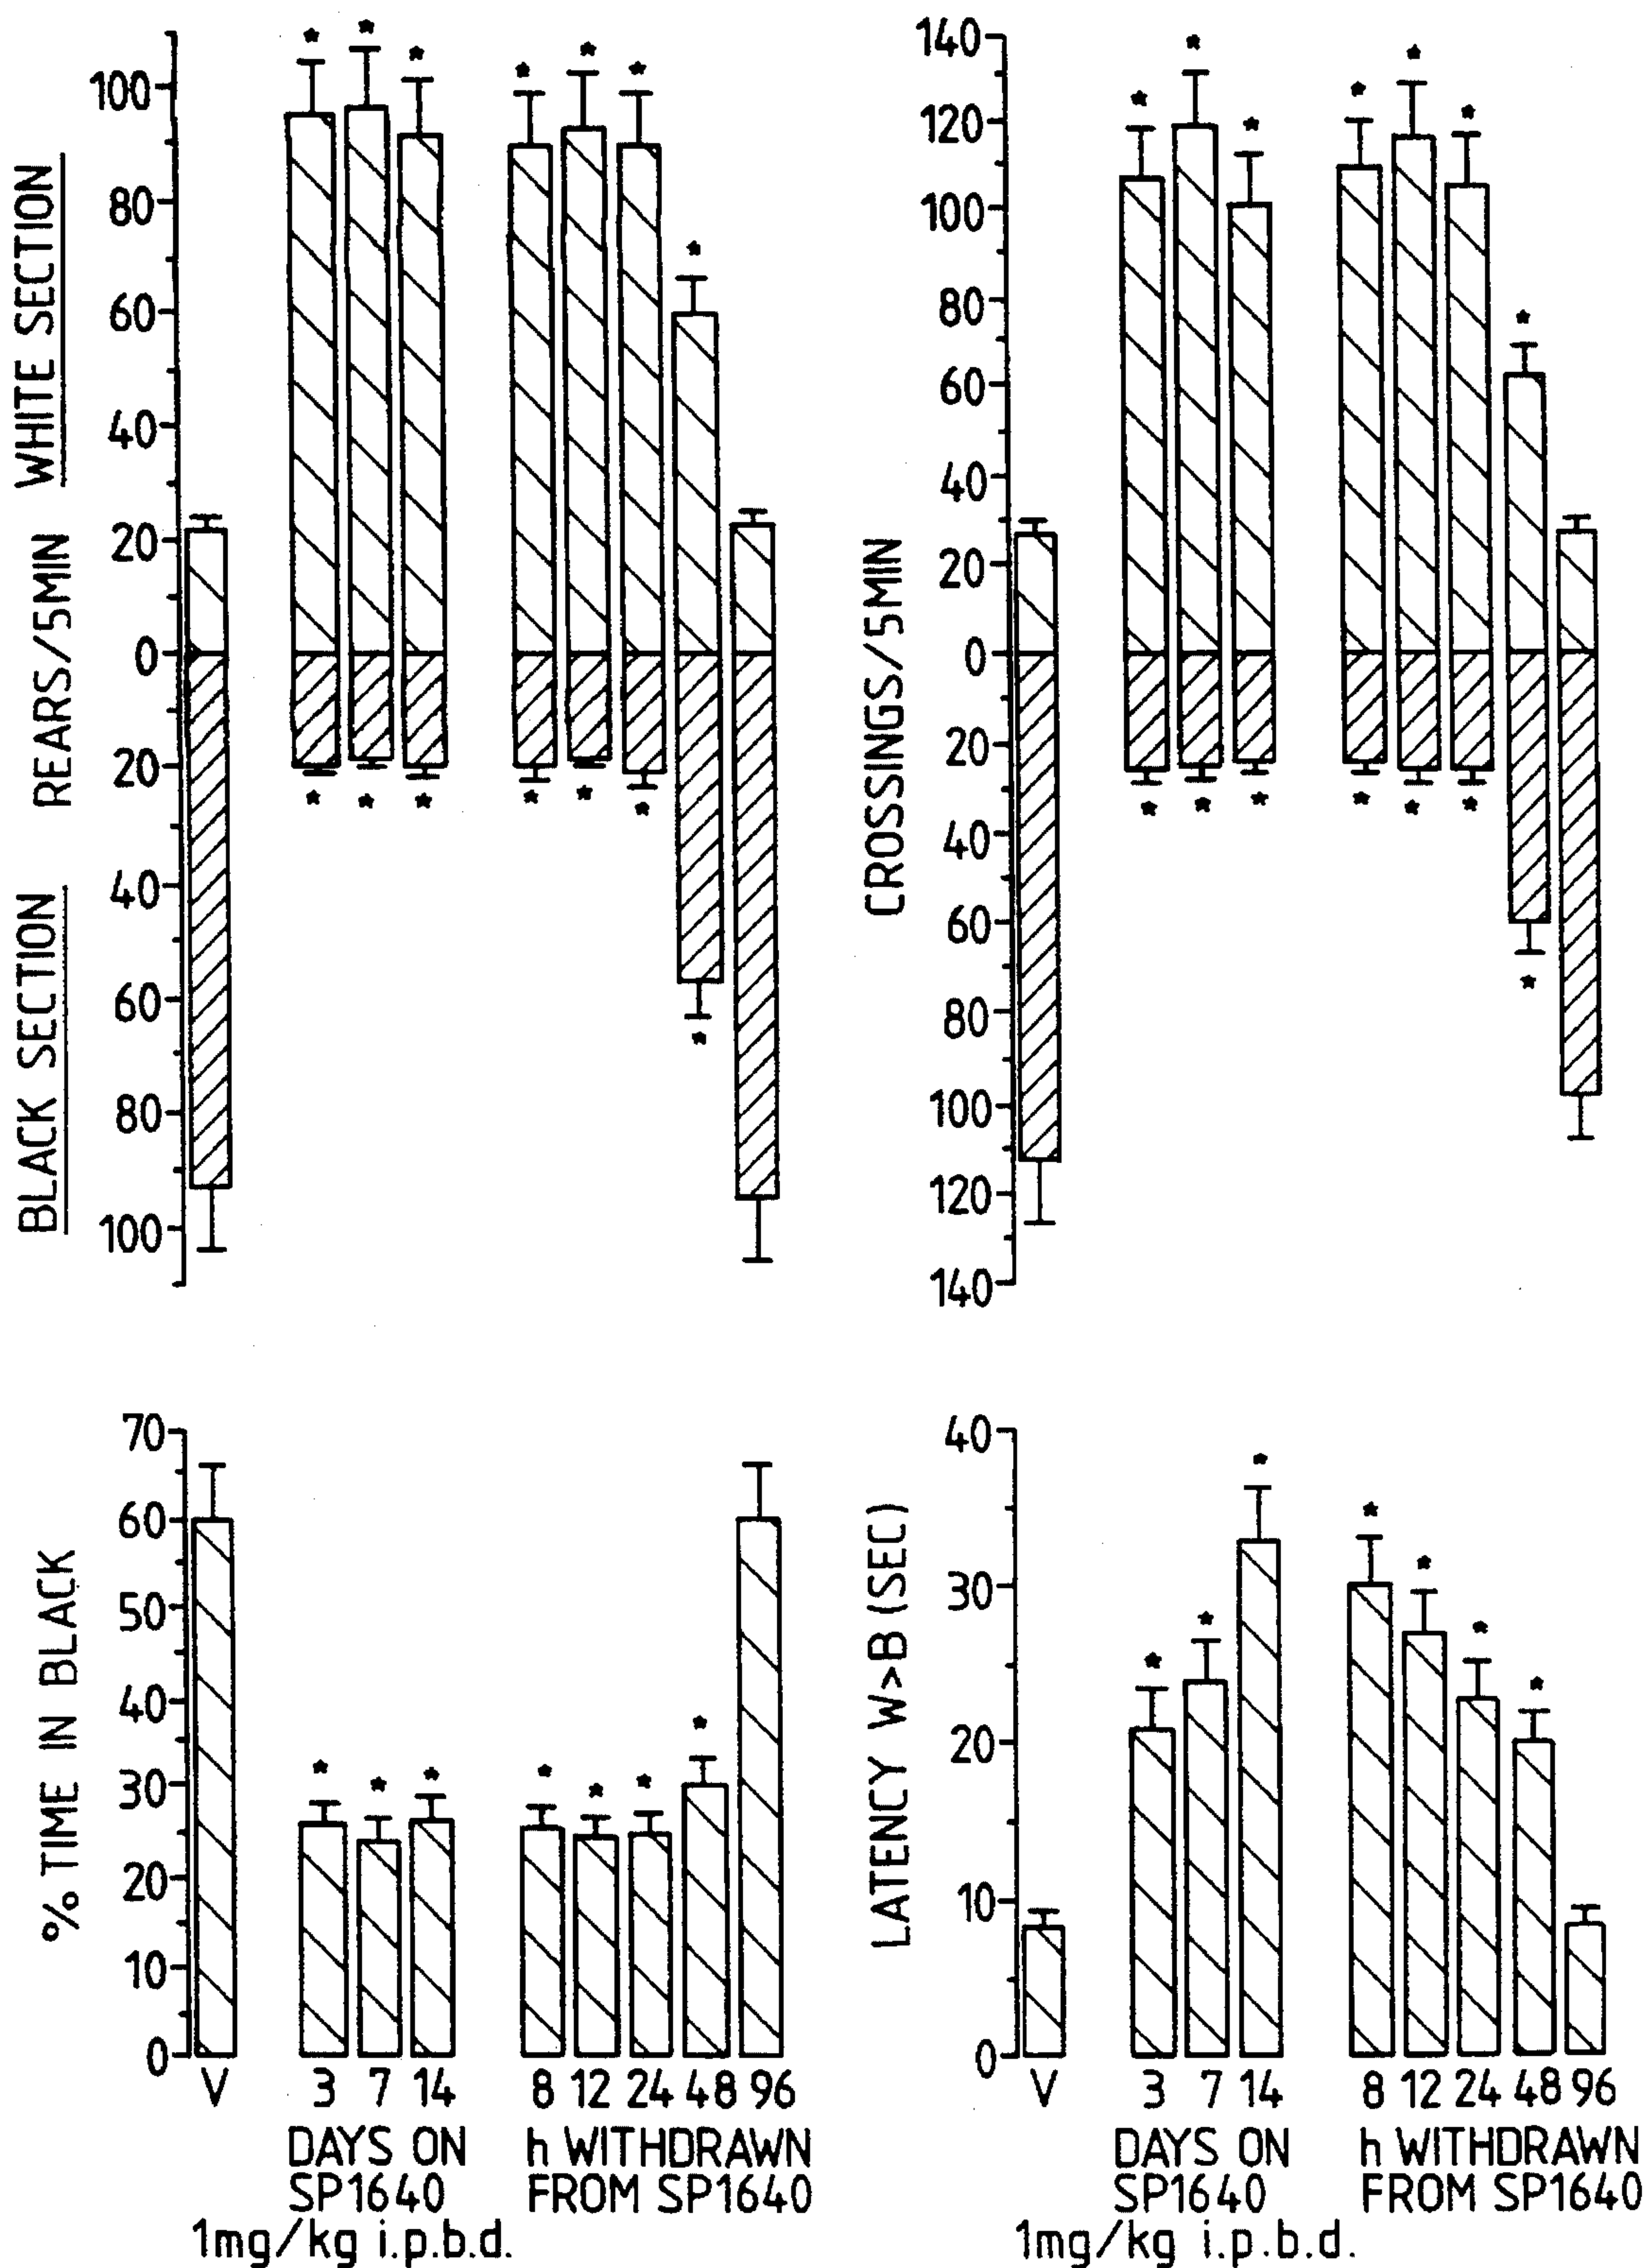 WHITE SECTION
BLACK SECTION
REARS/5MIN
100
80
60
40
20
0
20
40
60
80
100
* * * * * * *
* * * * * * *
CROSSINGS/5MIN
140
120
100
80
60
40
20
0
20
40
60
80
100
120
140
* * * * * * *
* * * * * * *
% TIME IN BLACK
70
60
50
40
30
20
10
0
* * * * * * *
V 3 7 14 8 12 24 48 96
DAYS ON h WITHDRAWN
SP1640 FROM SP1640
1mg/kg i.p.b.d.
LATENCY W>B (SEC)
40
30
20
10
0
* * * * * * *
V 3 7 14 8 12 24 48 96
DAYS ON h WITHDRAWN
SP1640 FROM SP1640
1mg/kg i.p.b.d.